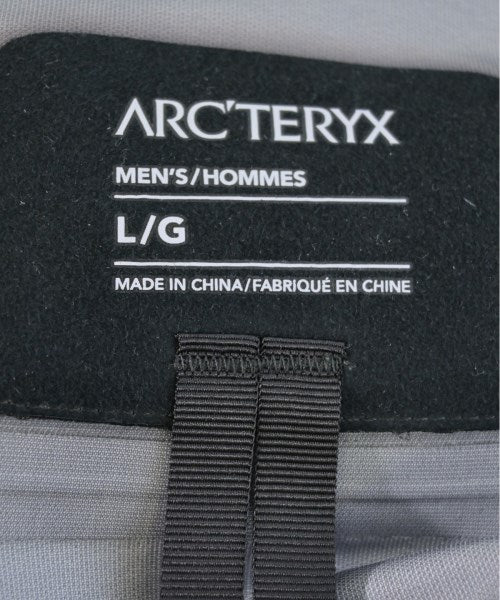 ARC'TERYX
MEN'S/HOMMES
L/G
MADE IN CHINA/FABRIQUÉ EN CHINE